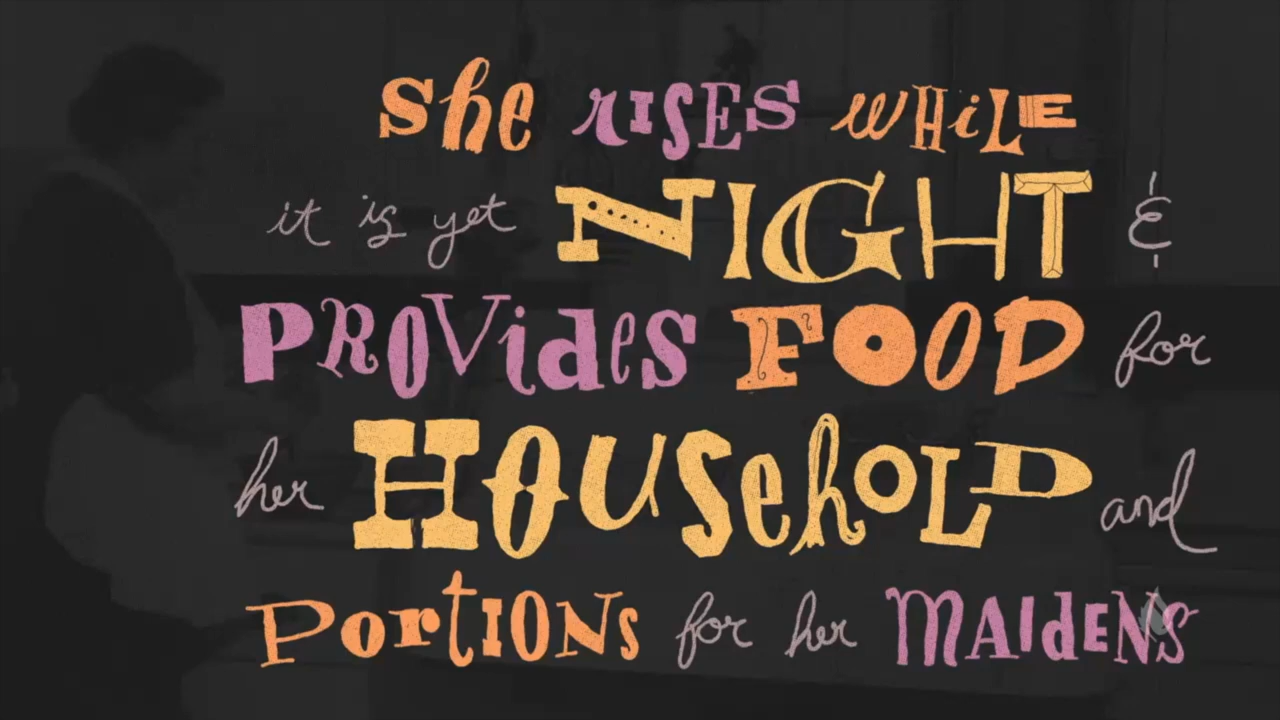 She rises while
it is yet NIGHT &
PROVides FOOD for
her HOUSehOLD and
PORtIONs for her MAIdENS